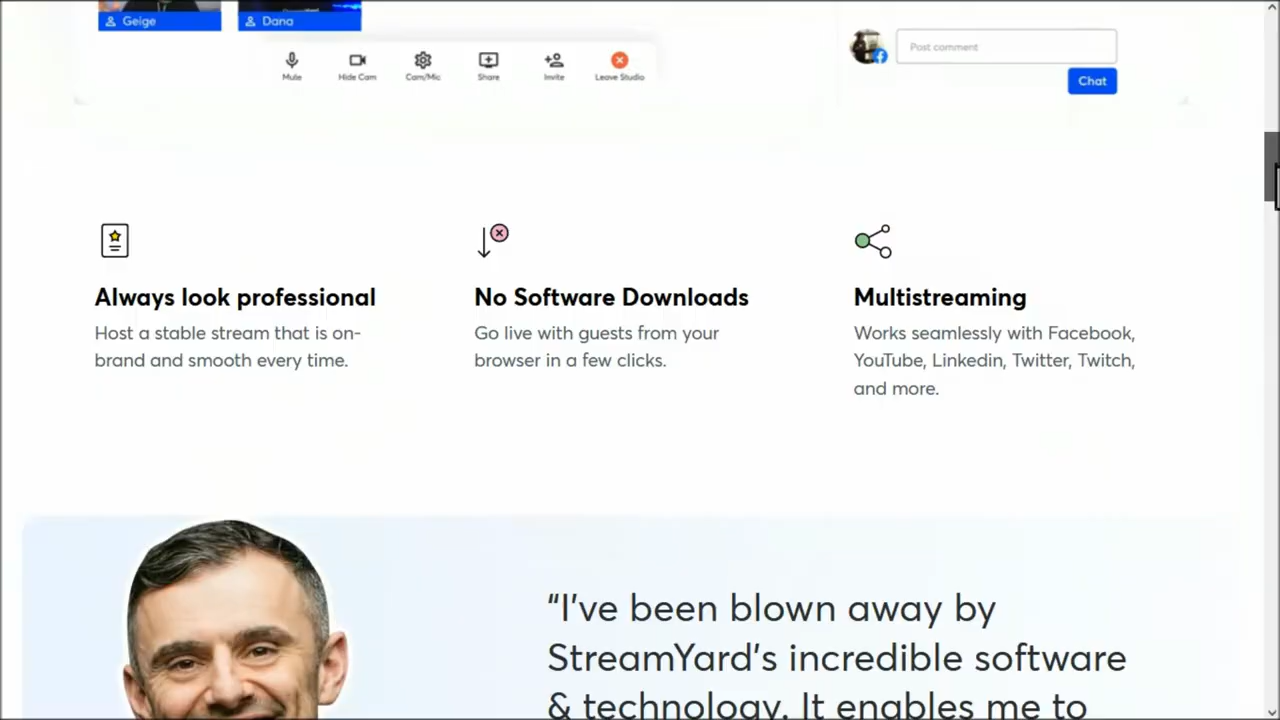 Geige
Dana
Mute
Hide Cam
Cam/Mic
Share
Invite
Leave Studio
Post comment
Chat
Always look professional
Host a stable stream that is on-
brand and smooth every time.
No Software Downloads
Go live with guests from your
browser in a few clicks.
Multistreaming
Works seamlessly with Facebook,
YouTube, Linkedin, Twitter, Twitch,
and more.
“I’ve been blown away by
StreamYard’s incredible software
& technology. It enables me to